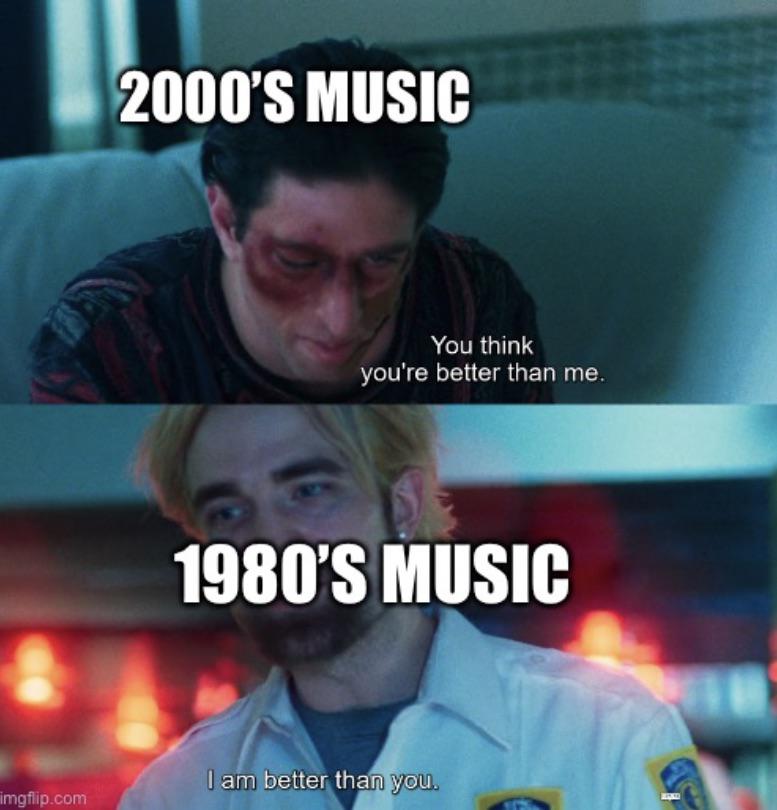 2000'S MUSIC
You think
you're better than me.
1980'S MUSIC
I am better than you.
imgflip.com